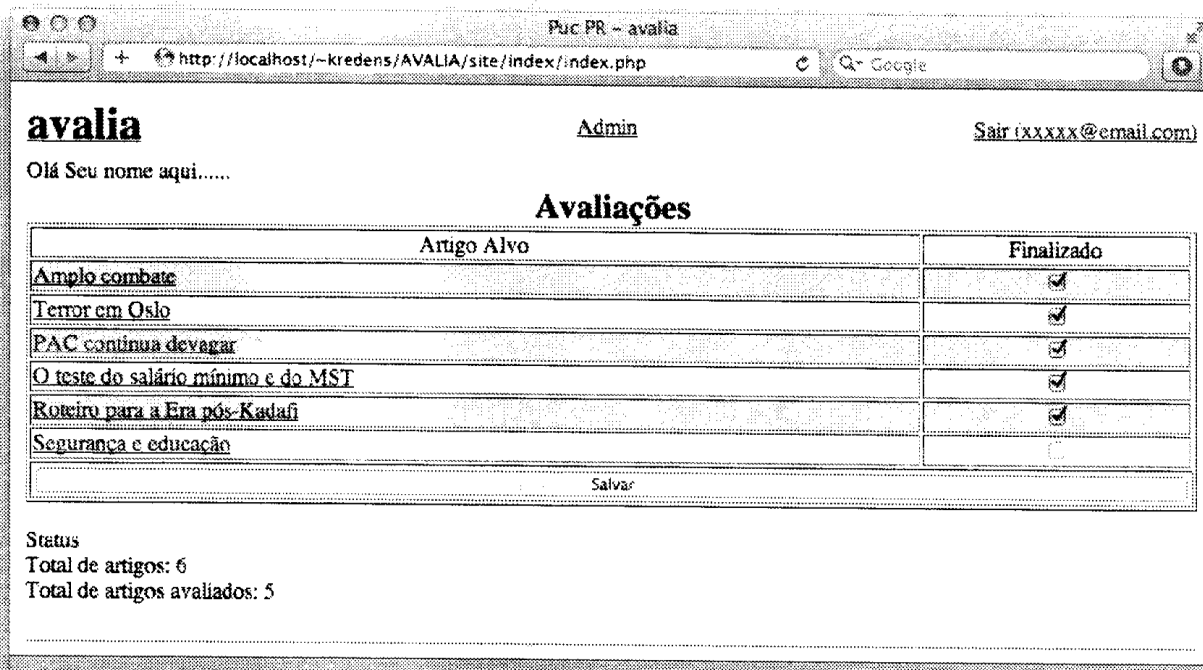 Puc PR - avalia
http://localhost/~kredens/AVALIA/site/index/index.php
Google
avalia
Admin
Sair (xxxxx@email.com)
Olá Seu nome aqui......
Avaliações
Artigo Alvo
Finalizado
Amplo combate
Terror em Oslo
PAC continua devagar
O teste do salário mínimo e do MST
Roteiro para a Era pós-Kadafi
Segurança e educação
Salvar
Status
Total de artigos: 6
Total de artigos avaliados: 5